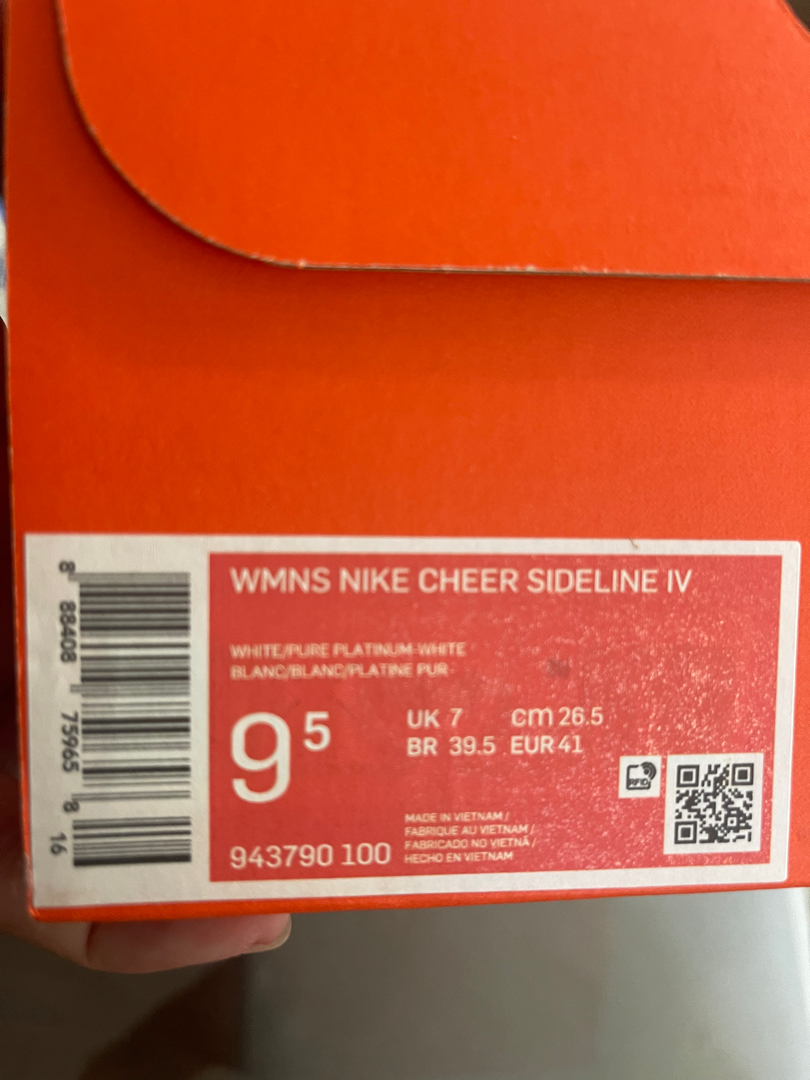 WMNS NIKE CHEER SIDELINE IV
WHITE/PURE PLATINUM-WHITE
BLANC/BLANC/PLATINE PUR
9 5
UK 7 cm 26.5
BR 39.5 EUR 41
RFID
943790 100
MADE IN VIETNAM /
FABRIQUE AU VIETNAM /
FABRICADO NO VIETNÃ /
HECHO EN VIETNAM
8 88408 75965 8 16